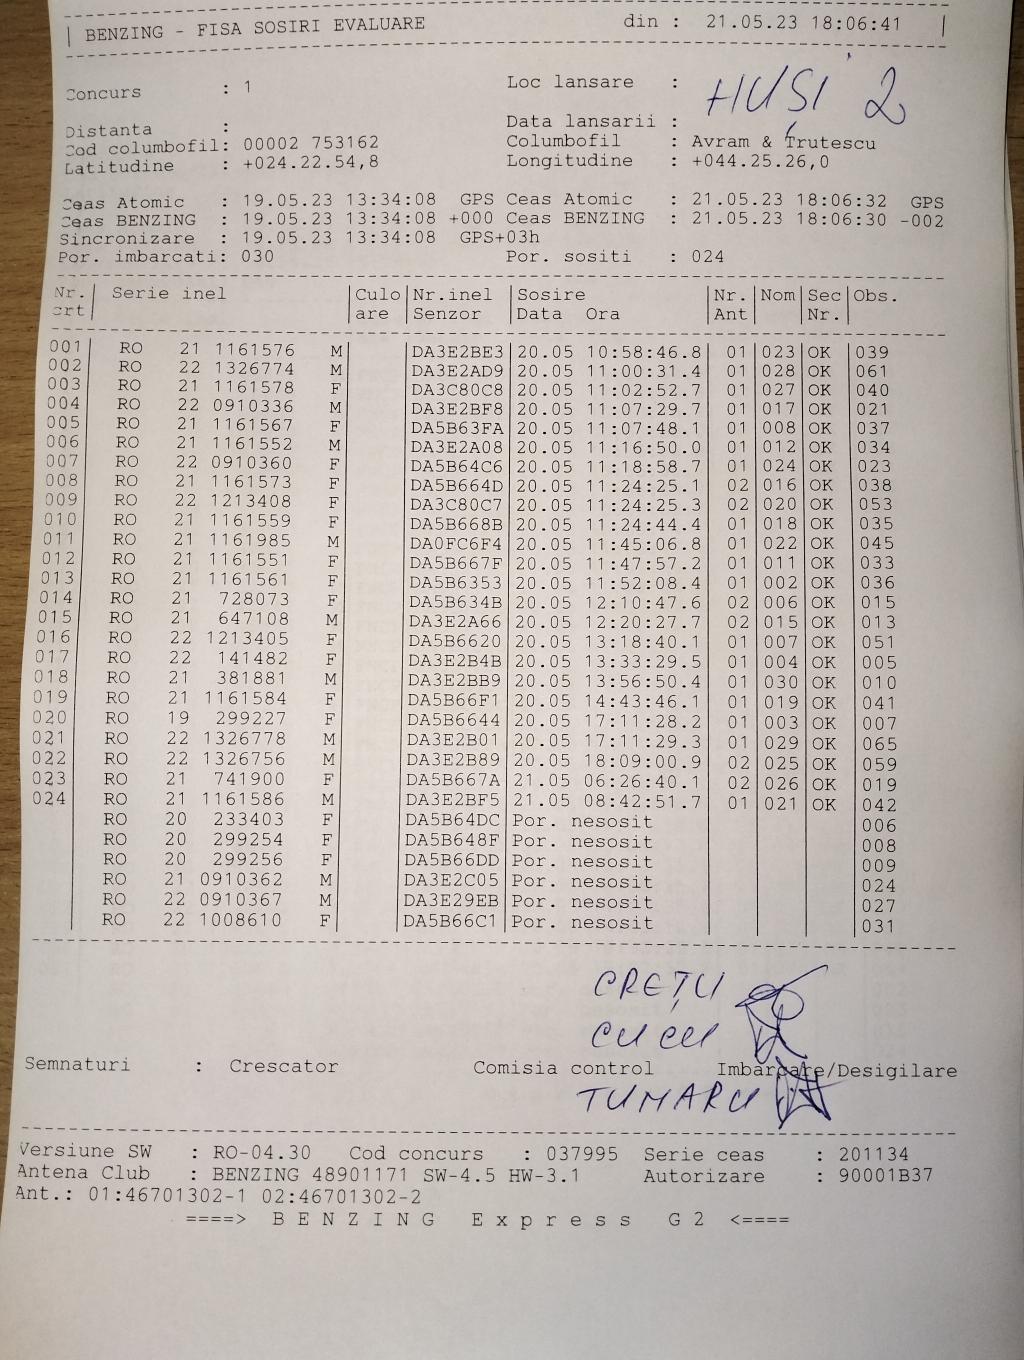 | BENZING - FISA SOSIRI EVALUARE din : 21.05.23 18:06:41 |
Concurs : 1 Loc lansare : HUȘI 2
Distanta : Data lansarii :
Cod columbofil: 00002 753162 Columbofil : Avram & Trutescu
Latitudine : +024.22.54,8 Longitudine : +044.25.26,0
Ceas Atomic : 19.05.23 13:34:08 GPS Ceas Atomic : 21.05.23 18:06:32 GPS
Ceas BENZING : 19.05.23 13:34:08 +000 Ceas BENZING : 21.05.23 18:06:30 -002
Sincronizare : 19.05.23 13:34:08 GPS+03h
Por. imbarcati: 030 Por. sositi : 024
Nr. | Serie inel | Culo | Nr.inel | Sosire | Nr. | Nom | Sec | Obs.
crt | are | Senzor | Data Ora | Ant | Nr. |
001 | RO 21 1161576 M | DA3E2BE3 | 20.05 10:58:46.8 | 01 | 023 | OK | 039
002 | RO 22 1326774 M | DA3E2AD9 | 20.05 11:00:31.4 | 01 | 028 | OK | 061
003 | RO 21 1161578 F | DA3C80C8 | 20.05 11:02:52.7 | 01 | 027 | OK | 040
004 | RO 22 0910336 M | DA3E2BF8 | 20.05 11:07:29.7 | 01 | 017 | OK | 021
005 | RO 21 1161567 F | DA5B63FA | 20.05 11:07:48.1 | 01 | 008 | OK | 037
006 | RO 21 1161552 M | DA3E2A08 | 20.05 11:16:50.0 | 01 | 012 | OK | 034
007 | RO 22 0910360 F | DA5B64C6 | 20.05 11:18:58.7 | 01 | 024 | OK | 023
008 | RO 21 1161573 F | DA5B664D | 20.05 11:24:25.1 | 02 | 016 | OK | 038
009 | RO 22 1213408 F | DA3C80C7 | 20.05 11:24:25.3 | 02 | 020 | OK | 053
010 | RO 21 1161559 F | DA5B668B | 20.05 11:24:44.4 | 01 | 018 | OK | 035
011 | RO 21 1161985 M | DA0FC6F4 | 20.05 11:45:06.8 | 01 | 022 | OK | 045
012 | RO 21 1161551 F | DA5B667F | 20.05 11:47:57.2 | 01 | 011 | OK | 033
013 | RO 21 1161561 F | DA5B6353 | 20.05 11:52:08.4 | 01 | 002 | OK | 036
014 | RO 21 728073 F | DA5B634B | 20.05 12:10:47.6 | 02 | 006 | OK | 015
015 | RO 21 647108 M | DA3E2A66 | 20.05 12:20:27.7 | 02 | 015 | OK | 013
016 | RO 22 1213405 F | DA5B6620 | 20.05 13:18:40.1 | 01 | 007 | OK | 051
017 | RO 22 141482 F | DA3E2B4B | 20.05 13:33:29.5 | 01 | 004 | OK | 005
018 | RO 21 381881 M | DA3E2BB9 | 20.05 13:56:50.4 | 01 | 030 | OK | 010
019 | RO 21 1161584 F | DA5B66F1 | 20.05 14:43:46.1 | 01 | 019 | OK | 041
020 | RO 19 299227 F | DA5B6644 | 20.05 17:11:28.2 | 01 | 003 | OK | 007
021 | RO 22 1326778 M | DA3E2B01 | 20.05 17:11:29.3 | 01 | 029 | OK | 065
022 | RO 22 1326756 M | DA3E2B89 | 20.05 18:09:00.9 | 02 | 025 | OK | 059
023 | RO 21 741900 F | DA5B667A | 21.05 06:26:40.1 | 02 | 026 | OK | 019
024 | RO 21 1161586 M | DA3E2BF5 | 21.05 08:42:51.7 | 01 | 021 | OK | 042
RO 20 233403 F | DA5B64DC | Por. nesosit | 006
RO 20 299254 F | DA5B648F | Por. nesosit | 008
RO 20 299256 F | DA5B66DD | Por. nesosit | 009
RO 21 0910362 M | DA3E2C05 | Por. nesosit | 024
RO 22 0910367 M | DA3E29EB | Por. nesosit | 027
RO 22 1008610 F | DA5B66C1 | Por. nesosit | 031
CREȚU
CUCU
Semnaturi : Crescator Comisia control Imbarcare/Desigilare
TUMARU
Versiune SW : RO-04.30 Cod concurs : 037995 Serie ceas : 201134
Antena Club : BENZING 48901171 SW-4.5 HW-3.1 Autorizare : 90001B37
Ant.: 01:46701302-1 02:46701302-2
====> B E N Z I N G E x p r e s s G 2 <====